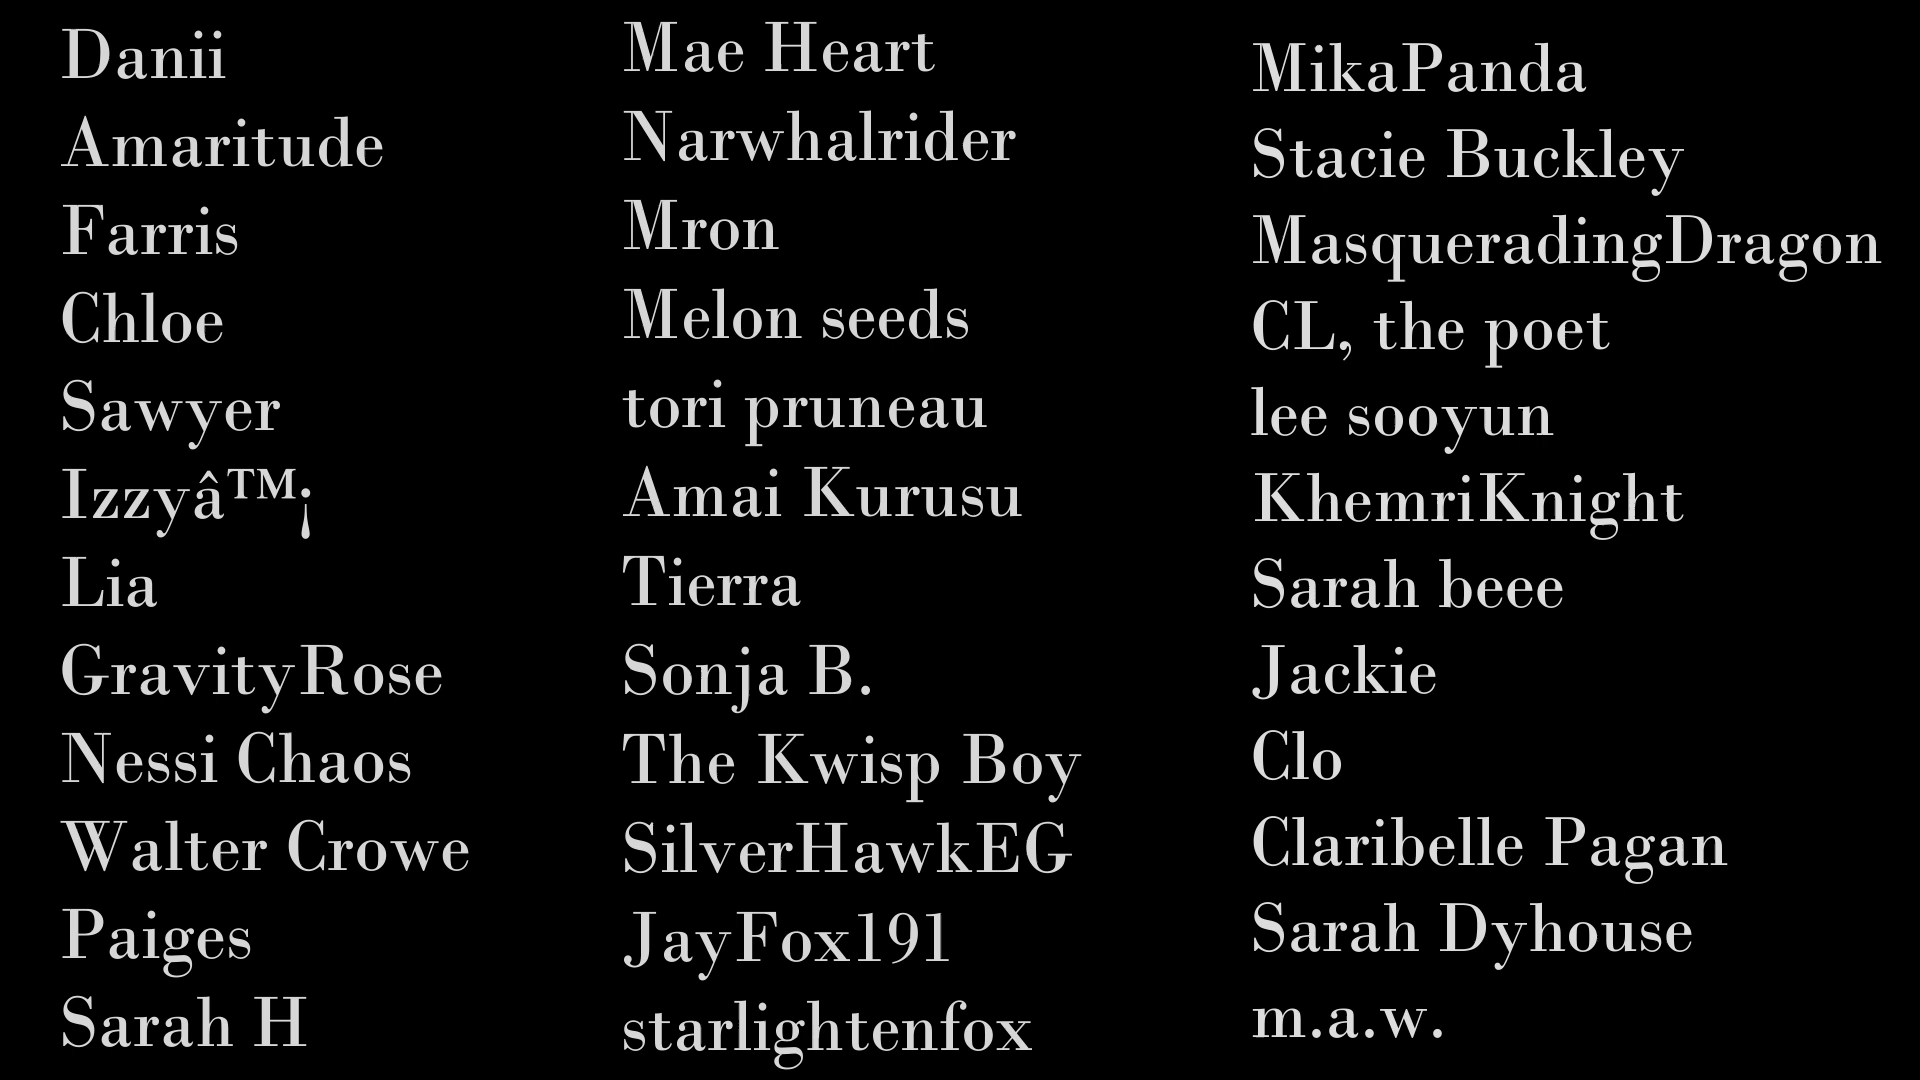 Danii
Amaritude
Farris
Chloe
Sawyer
Izzyâ™¡
Lia
GravityRose
Nessi Chaos
Walter Crowe
Paiges
Sarah H
Mae Heart
Narwhalrider
Mron
Melon seeds
tori pruneau
Amai Kurusu
Tierra
Sonja B.
The Kwisp Boy
SilverHawkEG
JayFox191
starlightenfox
MikaPanda
Stacie Buckley
MasqueradingDragon
CL, the poet
lee sooyun
KhemriKnight
Sarah beee
Jackie
Clo
Claribelle Pagan
Sarah Dyhouse
m.a.w.